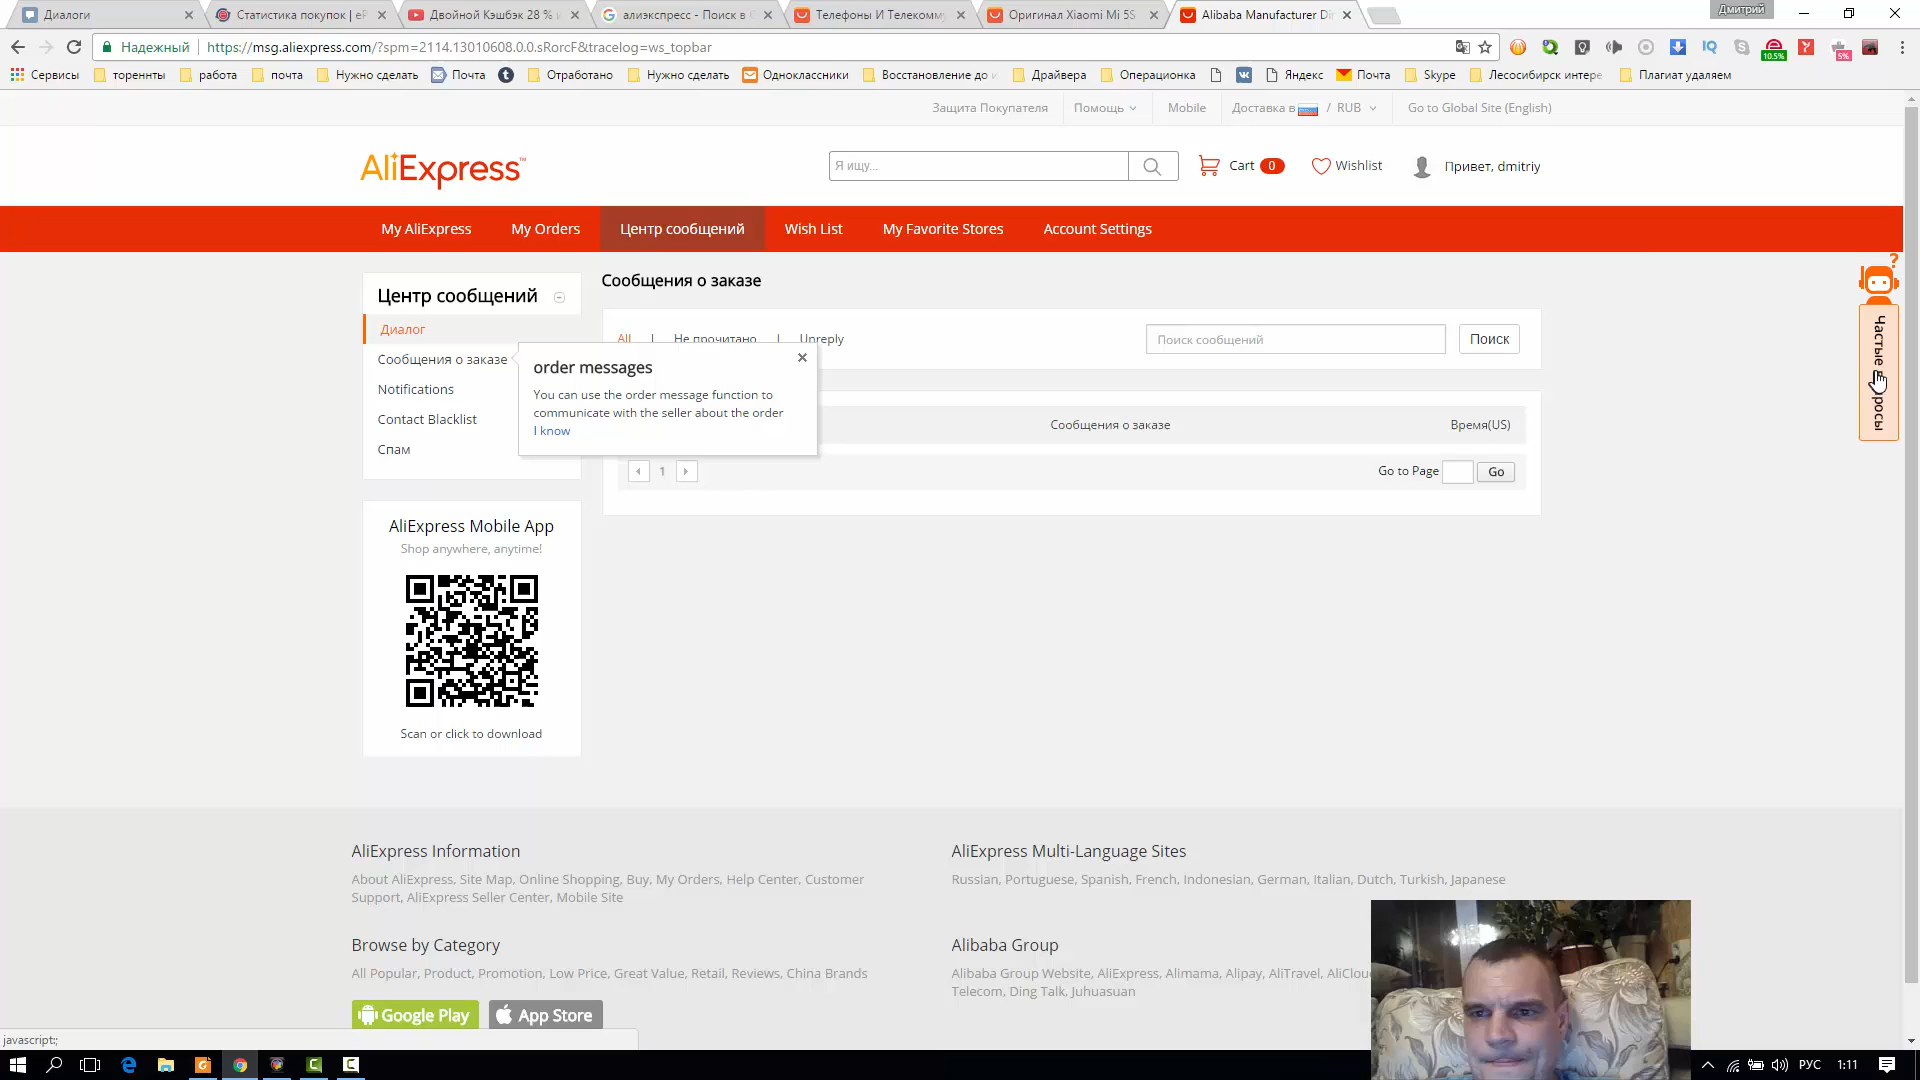 Диалоги
Статистика покупок | eP
Двойной Кэшбэк 28 % и
алиэкспресс - Поиск в G
Телефоны И Телекомму
Оригинал Xiaomi Mi 5S
Alibaba Manufacturer Dir
Дмитрий
Надежный
https://msg.aliexpress.com/?spm=2114.13010608.0.0.sRorcF&tracelog=ws_topbar
10.5%
5%
Сервисы
тореннты
работа
почта
Нужно сделать
Почта
Отработано
Нужно сделать
Одноклассники
Восстановление до и
Драйвера
Операционка
Яндекс
Почта
Skype
Лесосибирск интере
Плагиат удаляем
Защита Покупателя
Помощь
Mobile
Доставка в / RUB
Go to Global Site (English)
AliExpress™
Я ищу...
Cart 0
Wishlist
Привет, dmitriy
My AliExpress
My Orders
Центр сообщений
Wish List
My Favorite Stores
Account Settings
Центр сообщений
Диалог
Сообщения о заказе
Notifications
Contact Blacklist
Спам
Сообщения о заказе
All | Не прочитано | Unreply
Поиск сообщений
Поиск
order messages
You can use the order message function to
communicate with the seller about the order
I know
Сообщения о заказе
Время(US)
1
Go to Page
Go
?
Частые
росы
AliExpress Mobile App
Shop anywhere, anytime!
Scan or click to download
AliExpress Information
About AliExpress, Site Map, Online Shopping, Buy, My Orders, Help Center, Customer
Support, AliExpress Seller Center, Mobile Site
AliExpress Multi-Language Sites
Russian, Portuguese, Spanish, French, Indonesian, German, Italian, Dutch, Turkish, Japanese
Browse by Category
All Popular, Product, Promotion, Low Price, Great Value, Retail, Reviews, China Brands
Alibaba Group
Alibaba Group Website, AliExpress, Alimama, Alipay, AliTravel, AliClou
Telecom, Ding Talk, Juhuasuan
Google Play
App Store
javascript:;
РУС
1:11